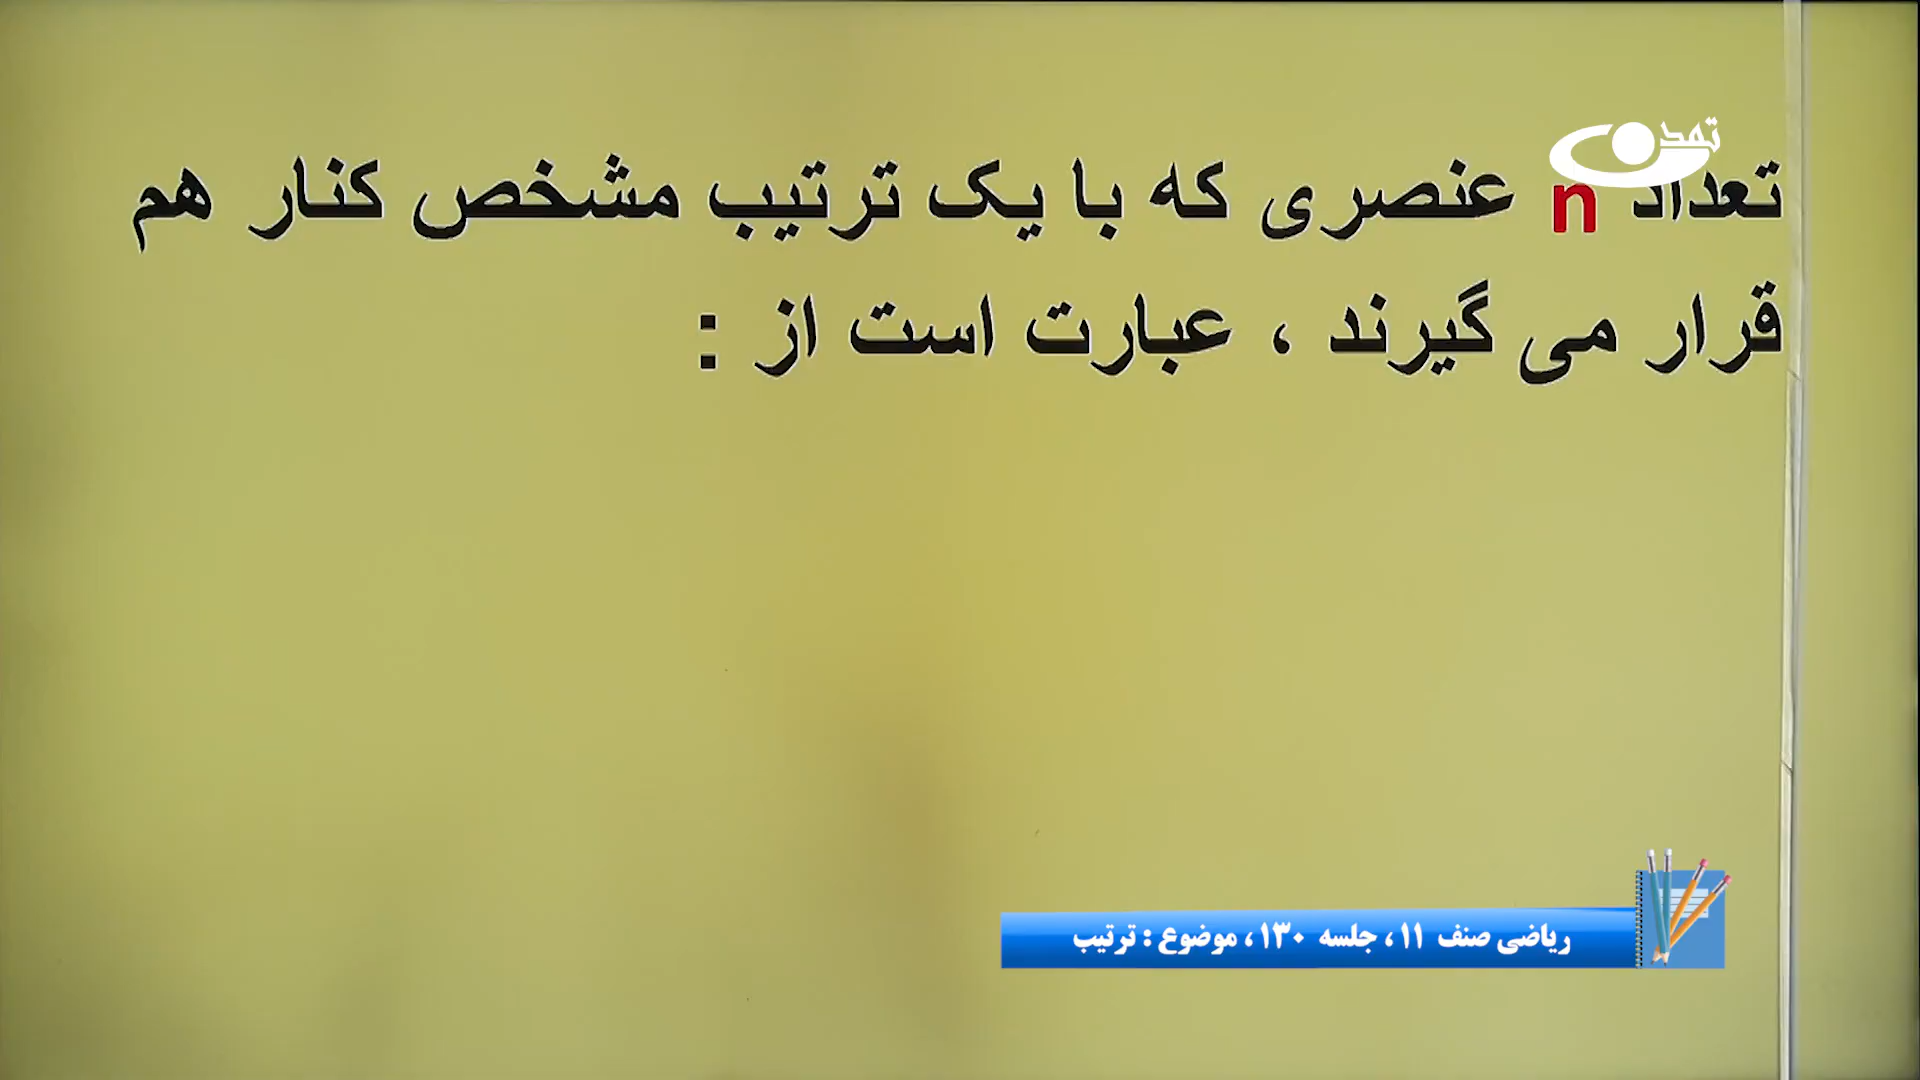 تمدن
تعداد n عنصری که با یک ترتیب مشخص کنار هم
قرار می گیرند ، عبارت است از :
ریاضی صنف ۱۱ ، جلسه ۱۳۰ ، موضوع : ترتیب